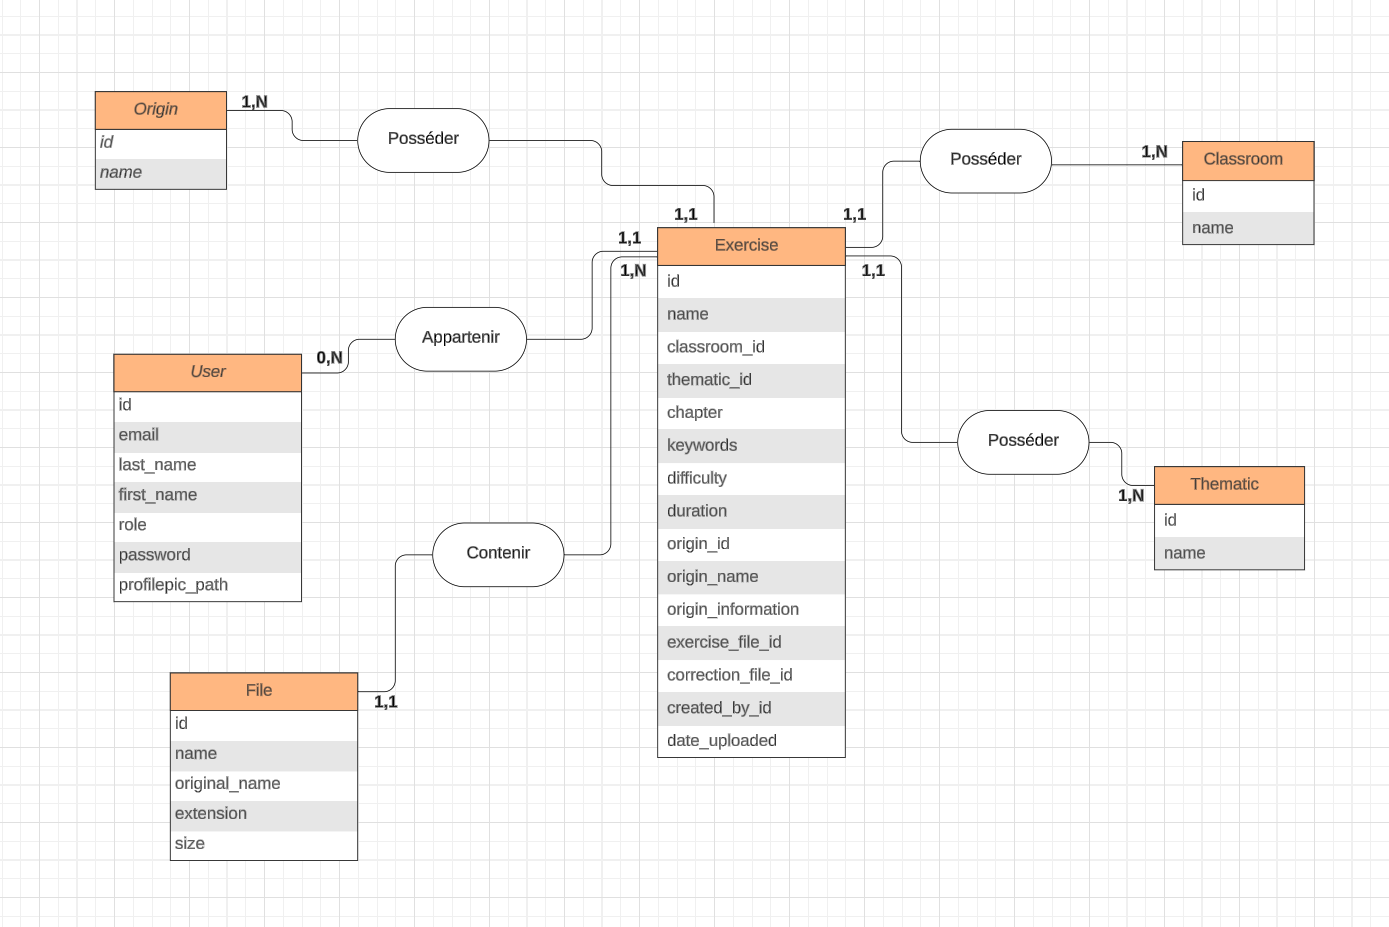 Origin
id
name
1,N
Posséder
1,1
Posséder
1,1
1,N
Classroom
id
name
1,1
1,N
Appartenir
0,N
User
id
email
last_name
first_name
role
password
profilepic_path
Exercise
id
name
classroom_id
thematic_id
chapter
keywords
difficulty
duration
origin_id
origin_name
origin_information
exercise_file_id
correction_file_id
created_by_id
date_uploaded
1,1
Posséder
1,N
Thematic
id
name
Contenir
1,1
File
id
name
original_name
extension
size